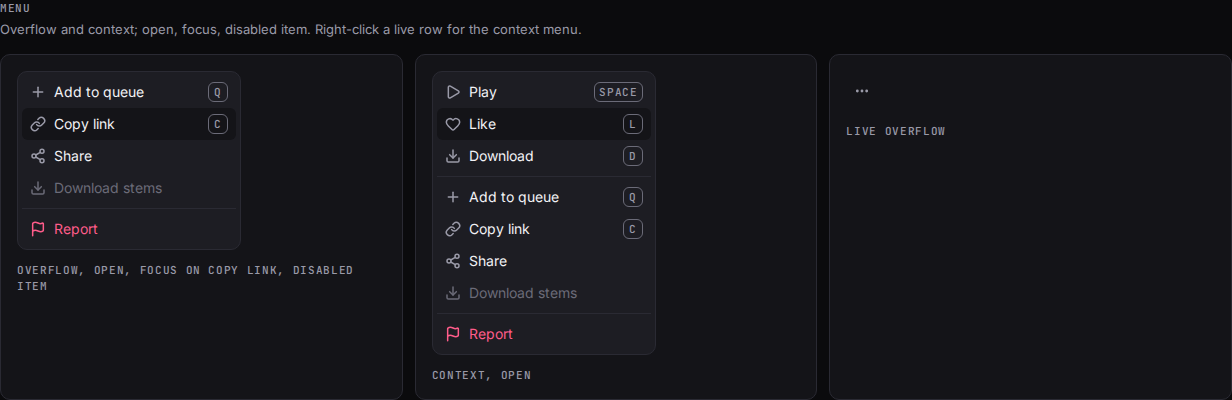 MENU
Overflow and context; open, focus, disabled item. Right-click a live row for the context menu.
Add to queue Q
Copy link C
Share
Download stems
Report
OVERFLOW, OPEN, FOCUS ON COPY LINK, DISABLED
ITEM
Play SPACE
Like L
Download D
Add to queue Q
Copy link C
Share
Download stems
Report
CONTEXT, OPEN
LIVE OVERFLOW